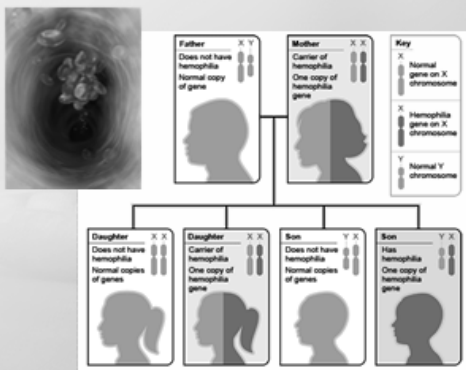 Father X Y
Does not have
hemophilia
Normal copy
of gene
Mother X X
Carrier of
hemophilia
One copy of
hemophilia
gene
Key
X
Normal
gene on X
chromosome
X
Hemophilia
gene on X
chromosome
Y
Normal Y
chromosome
Daughter X X
Does not have
hemophilia
Normal copies
of genes
Daughter X X
Carrier of
hemophilia
One copy of
hemophilia
gene
Son Y X
Does not have
hemophilia
Normal copies
of genes
Son Y X
Has
hemophilia
One copy of
hemophilia
gene